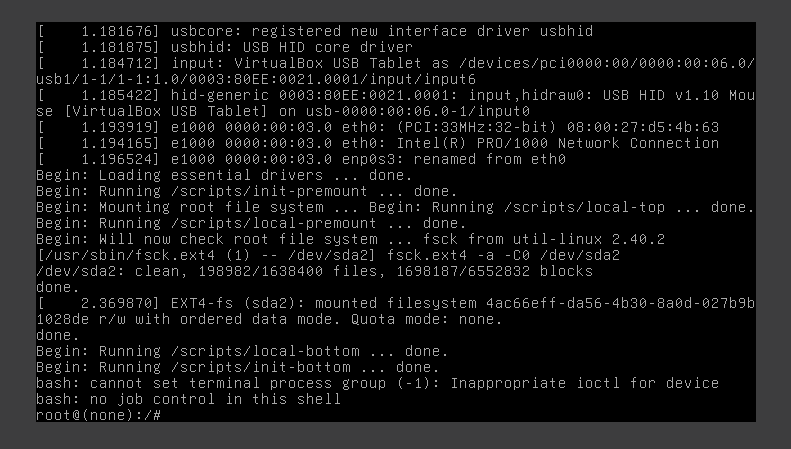 [    1.181676] usbcore: registered new interface driver usbhid
[    1.181875] usbhid: USB HID core driver
[    1.184712] input: VirtualBox USB Tablet as /devices/pci0000:00/0000:00:06.0/
usb1/1-1/1-1:1.0/0003:80EE:0021.0001/input/input6
[    1.185422] hid-generic 0003:80EE:0021.0001: input,hidraw0: USB HID v1.10 Mou
se [VirtualBox USB Tablet] on usb-0000:00:06.0-1/input0
[    1.193919] e1000 0000:00:03.0 eth0: (PCI:33MHz:32-bit) 08:00:27:d5:4b:63
[    1.194165] e1000 0000:00:03.0 eth0: Intel(R) PRO/1000 Network Connection
[    1.196524] e1000 0000:00:03.0 enp0s3: renamed from eth0
Begin: Loading essential drivers ... done.
Begin: Running /scripts/init-premount ... done.
Begin: Mounting root file system ... Begin: Running /scripts/local-top ... done.
Begin: Running /scripts/local-premount ... done.
Begin: Will now check root file system ... fsck from util-linux 2.40.2
[/usr/sbin/fsck.ext4 (1) -- /dev/sda2] fsck.ext4 -a -C0 /dev/sda2
/dev/sda2: clean, 198982/1638400 files, 1698187/6552832 blocks
done.
[    2.369870] EXT4-fs (sda2): mounted filesystem 4ac66eff-da56-4b30-8a0d-027b9b
1028de r/w with ordered data mode. Quota mode: none.
done.
Begin: Running /scripts/local-bottom ... done.
Begin: Running /scripts/init-bottom ... done.
bash: cannot set terminal process group (-1): Inappropriate ioctl for device
bash: no job control in this shell
root@(none):/#